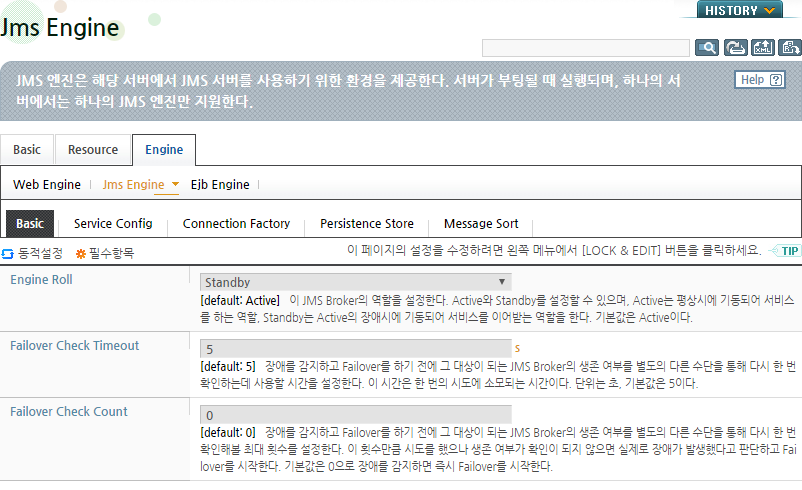 HISTORY
Jms Engine
JMS 엔진은 해당 서버에서 JMS 서버를 사용하기 위한 환경을 제공한다. 서버가 부팅될 때 실행되며, 하나의 서
버에서는 하나의 JMS 엔진만 지원한다.
Help ?
Basic Resource Engine
Web Engine Jms Engine Ejb Engine
Basic Service Config Connection Factory Persistence Store Message Sort
동적설정 필수항목 이 페이지의 설정을 수정하려면 왼쪽 메뉴에서 [LOCK & EDIT] 버튼을 클릭하세요. TIP
Engine Roll
Standby
[default: Active] 이 JMS Broker의 역할을 설정한다. Active와 Standby를 설정할 수 있으며, Active는 평상시에 기동되어 서비스
를 하는 역할, Standby는 Active의 장애시에 기동되어 서비스를 이어받는 역할을 한다. 기본값은 Active이다.
Failover Check Timeout
5 s
[default: 5] 장애를 감지하고 Failover를 하기 전에 그 대상이 되는 JMS Broker의 생존 여부를 별도의 다른 수단을 통해 다시 한 번
확인하는데 사용할 시간을 설정한다. 이 시간은 한 번의 시도에 소모되는 시간이다. 단위는 초, 기본값은 5이다.
Failover Check Count
0
[default: 0] 장애를 감지하고 Failover를 하기 전에 그 대상이 되는 JMS Broker의 생존 여부를 별도의 다른 수단을 통해 다시 한 번
확인해볼 최대 횟수를 설정한다. 이 횟수만큼 시도를 했으나 생존 여부가 확인이 되지 않으면 실제로 장애가 발생했다고 판단하고 Fai
lover를 시작한다. 기본값은 0으로 장애를 감지하면 즉시 Failover를 시작한다.